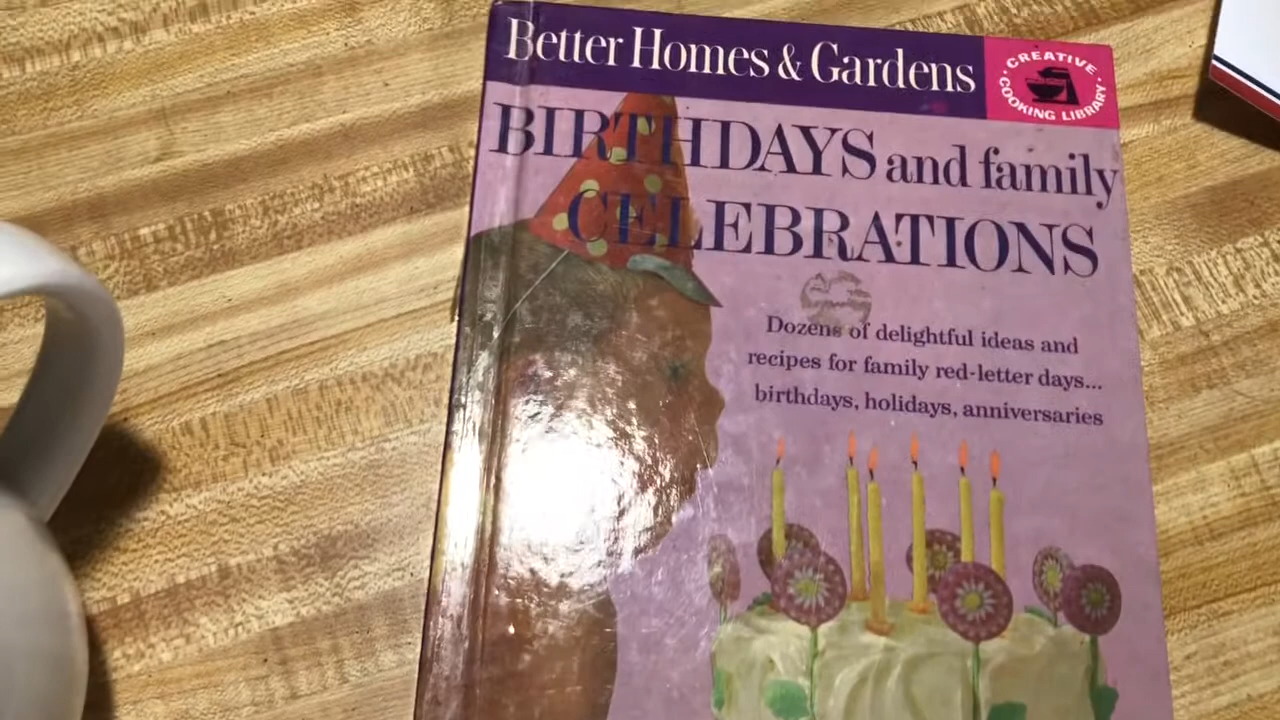 Better Homes & Gardens
CREATIVE COOKING LIBRARY
BIRTHDAYS and family
CELEBRATIONS
Dozens of delightful ideas and
recipes for family red-letter days...
birthdays, holidays, anniversaries